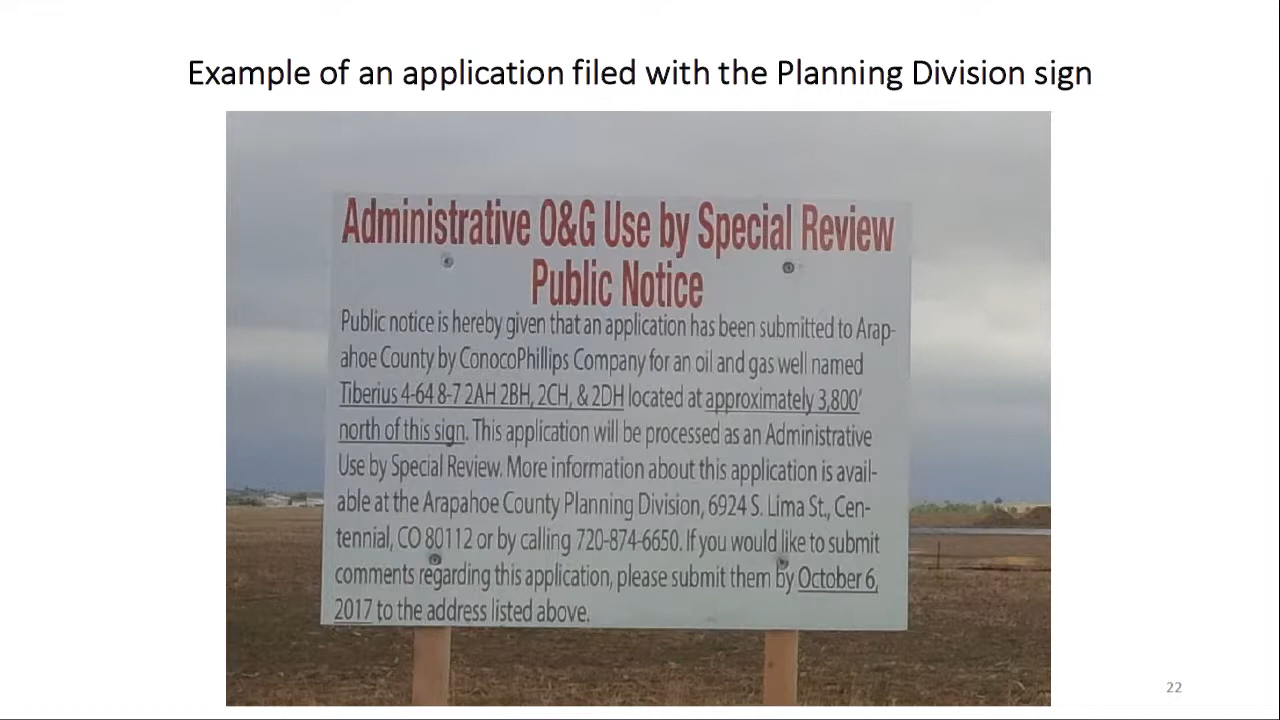 Example of an application filed with the Planning Division sign
Administrative O&G Use by Special Review
Public Notice
Public notice is hereby given that an application has been submitted to Arap-
ahoe County by ConocoPhillips Company for an oil and gas well named
Tiberius 4-64 8-7 2AH 2BH, 2CH, & 2DH located at approximately 3,800'
north of this sign. This application will be processed as an Administrative
Use by Special Review. More information about this application is avail-
able at the Arapahoe County Planning Division, 6924 S. Lima St., Cen-
tennial, CO 80112 or by calling 720-874-6650. If you would like to submit
comments regarding this application, please submit them by October 6,
2017 to the address listed above.
22